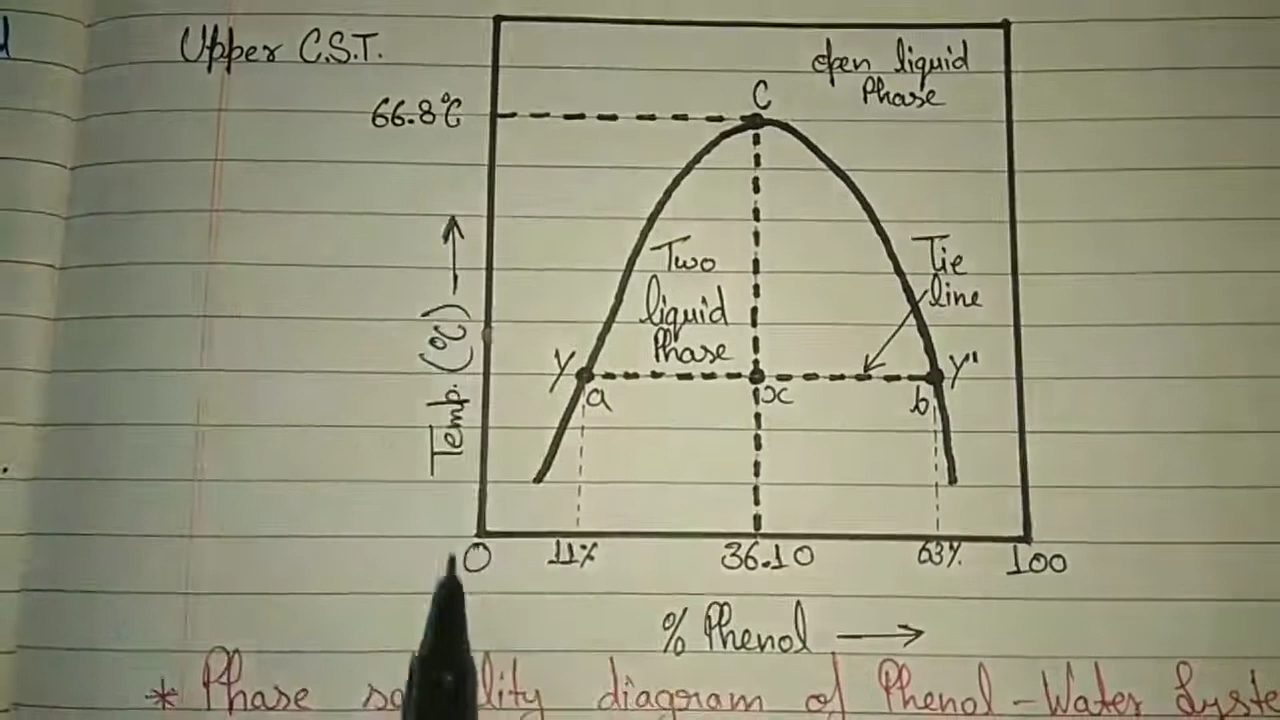 Upper C.S.T.
open liquid
Phase
C
66.8°C
Two
liquid
Phase
Tie
line
Temp. (°C)
y
a
x
b
y'
0
11%
36.10
63%
100
% Phenol
* Phase diagram of Phenol-Water